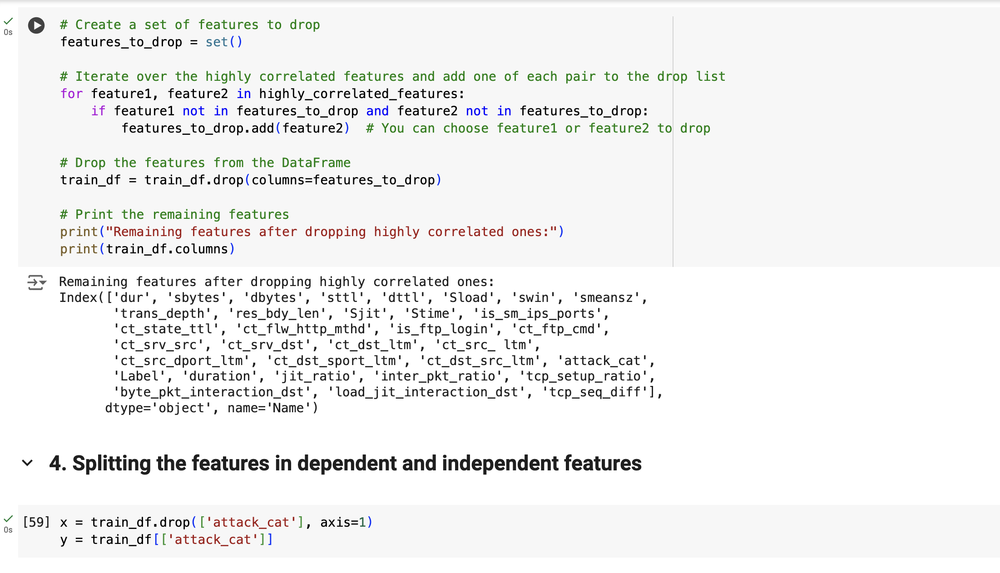 # Create a set of features to drop
0s
features_to_drop = set()
# Iterate over the highly correlated features and add one of each pair to the drop list
for feature1, feature2 in highly_correlated_features:
    if feature1 not in features_to_drop and feature2 not in features_to_drop:
        features_to_drop.add(feature2)  # You can choose feature1 or feature2 to drop
# Drop the features from the DataFrame
train_df = train_df.drop(columns=features_to_drop)
# Print the remaining features
print("Remaining features after dropping highly correlated ones:")
print(train_df.columns)
Remaining features after dropping highly correlated ones:
Index(['dur', 'sbytes', 'dbytes', 'sttl', 'dttl', 'Sload', 'swin', 'smeansz',
       'trans_depth', 'res_bdy_len', 'Sjit', 'Stime', 'is_sm_ips_ports',
       'ct_state_ttl', 'ct_flw_http_mthd', 'is_ftp_login', 'ct_ftp_cmd',
       'ct_srv_src', 'ct_srv_dst', 'ct_dst_ltm', 'ct_src_ ltm',
       'ct_src_dport_ltm', 'ct_dst_sport_ltm', 'ct_dst_src_ltm', 'attack_cat',
       'Label', 'duration', 'jit_ratio', 'inter_pkt_ratio', 'tcp_setup_ratio',
       'byte_pkt_interaction_dst', 'load_jit_interaction_dst', 'tcp_seq_diff'],
      dtype='object', name='Name')
4. Splitting the features in dependent and independent features
[59] x = train_df.drop(['attack_cat'], axis=1)
0s
y = train_df[['attack_cat']]